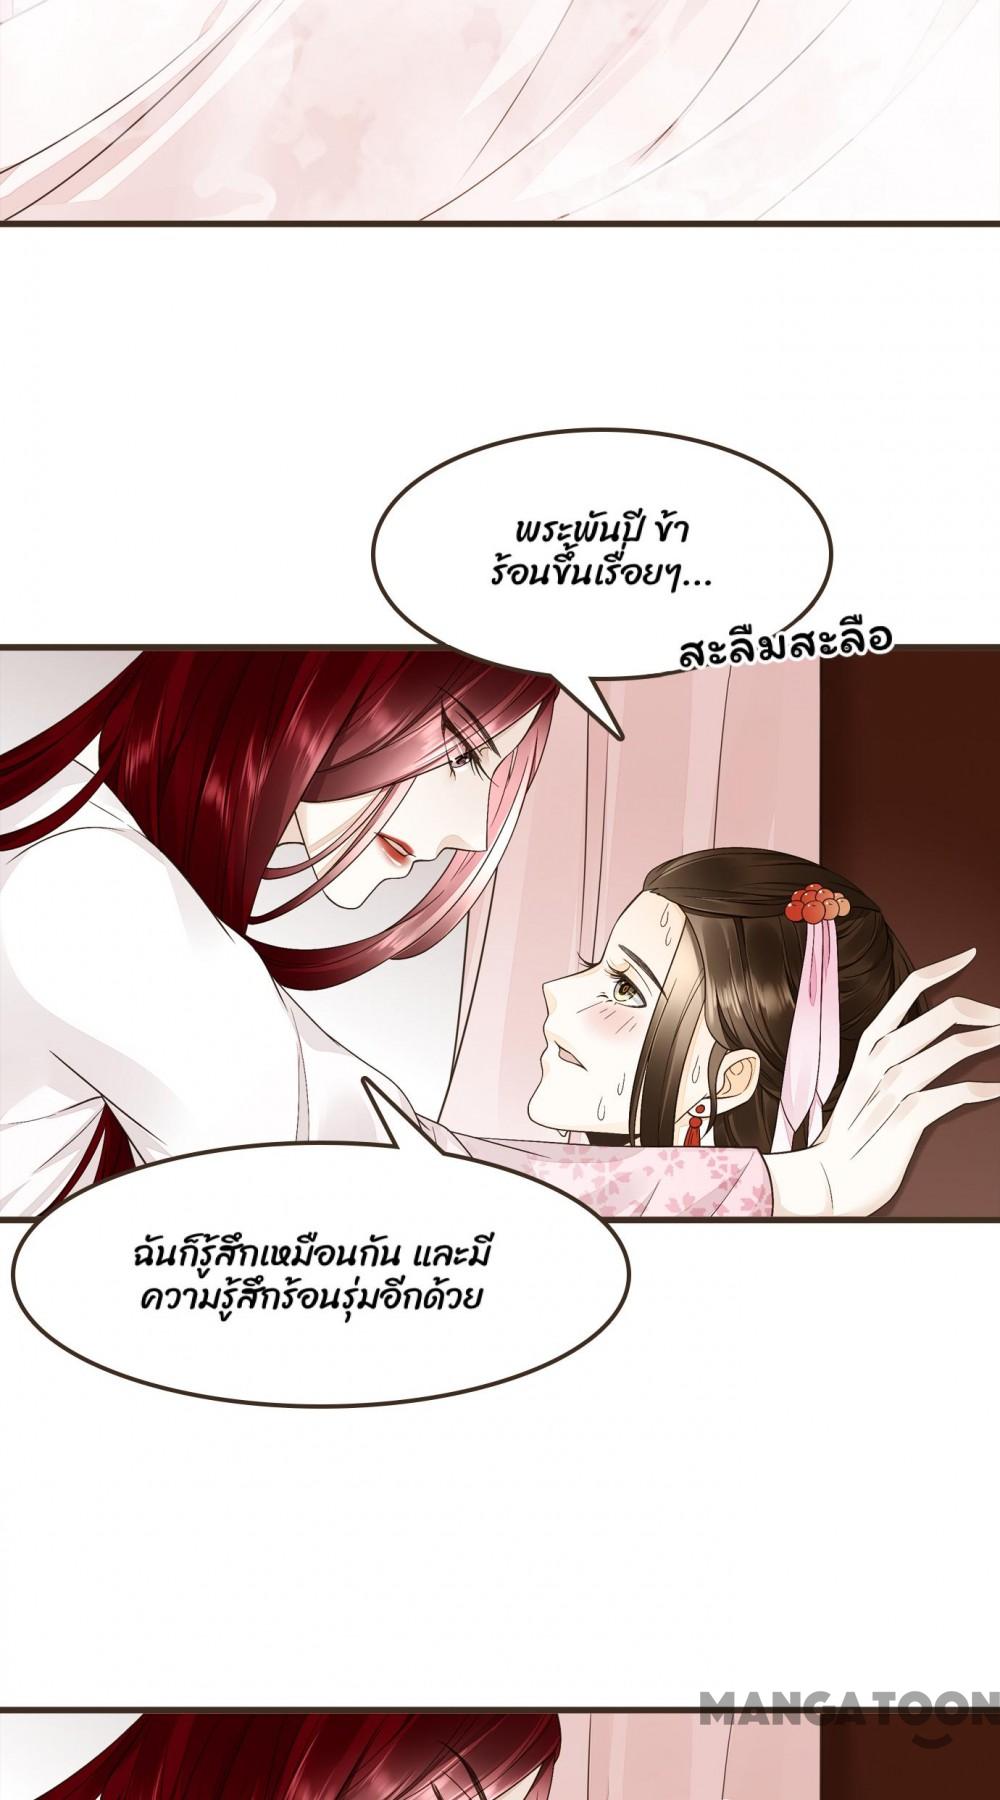 พระพันปี ข้า
ร้อนขึ้นเรื่อยๆ...
สะลึมสะลือ
ฉันก็รู้สึกเหมือนกัน และมี
ความรู้สึกร้อนรุ่มอีกด้วย
MANGATOON